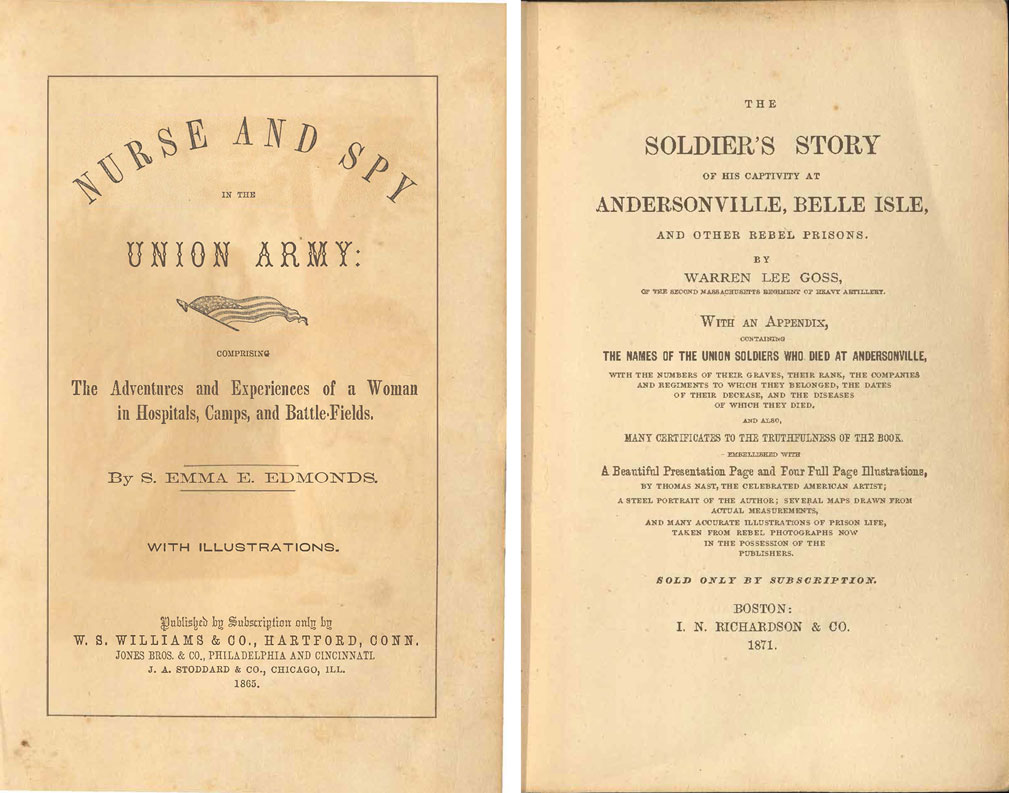 NURSE AND SPY
IN THE
UNION ARMY:
COMPRISING
The Adventures and Experiences of a Woman
in Hospitals, Camps, and Battle-Fields.
By S. EMMA E. EDMONDS.
WITH ILLUSTRATIONS.
Published by Subscription only by
W. S. WILLIAMS & CO., HARTFORD, CONN.
JONES BROS. & CO., PHILADELPHIA AND CINCINNATI.
J. A. STODDARD & CO., CHICAGO, ILL.
1865.
THE
SOLDIER'S STORY
OF HIS CAPTIVITY AT
ANDERSONVILLE, BELLE ISLE,
AND OTHER REBEL PRISONS.
BY
WARREN LEE GOSS,
OF THE SECOND MASSACHUSETTS REGIMENT OF HEAVY ARTILLERY.
WITH AN APPENDIX,
CONTAINING
THE NAMES OF THE UNION SOLDIERS WHO DIED AT ANDERSONVILLE,
WITH THE NUMBERS OF THEIR GRAVES, THEIR RANK, THE COMPANIES
AND REGIMENTS TO WHICH THEY BELONGED, THE DATES
OF THEIR DECEASE, AND THE DISEASES
OF WHICH THEY DIED.
AND ALSO,
MANY CERTIFICATES TO THE TRUTHFULNESS OF THE BOOK.
EMBELLISHED WITH
A Beautiful Presentation Page and Four Full Page Illustrations,
BY THOMAS NAST, THE CELEBRATED AMERICAN ARTIST;
A STEEL PORTRAIT OF THE AUTHOR; SEVERAL MAPS DRAWN FROM
ACTUAL MEASUREMENTS,
AND MANY ACCURATE ILLUSTRATIONS OF PRISON LIFE,
TAKEN FROM REBEL PHOTOGRAPHS NOW
IN THE POSSESSION OF THE
PUBLISHERS.
SOLD ONLY BY SUBSCRIPTION.
BOSTON:
I. N. RICHARDSON & CO.
1871.